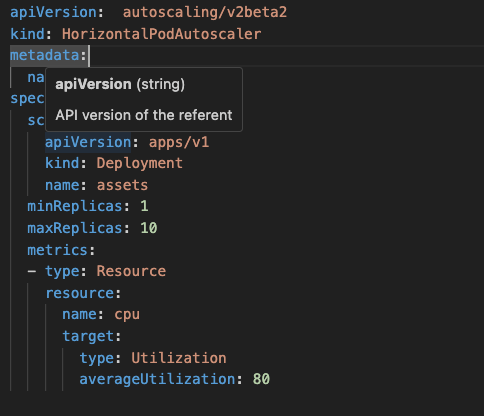 apiVersion:  autoscaling/v2beta2
kind: HorizontalPodAutoscaler
metadata:
na
spec
sc
apiVersion (string)
API version of the referent
apiVersion: apps/v1
kind: Deployment
name: assets
minReplicas: 1
maxReplicas: 10
metrics:
- type: Resource
resource:
name: cpu
target:
type: Utilization
averageUtilization: 80